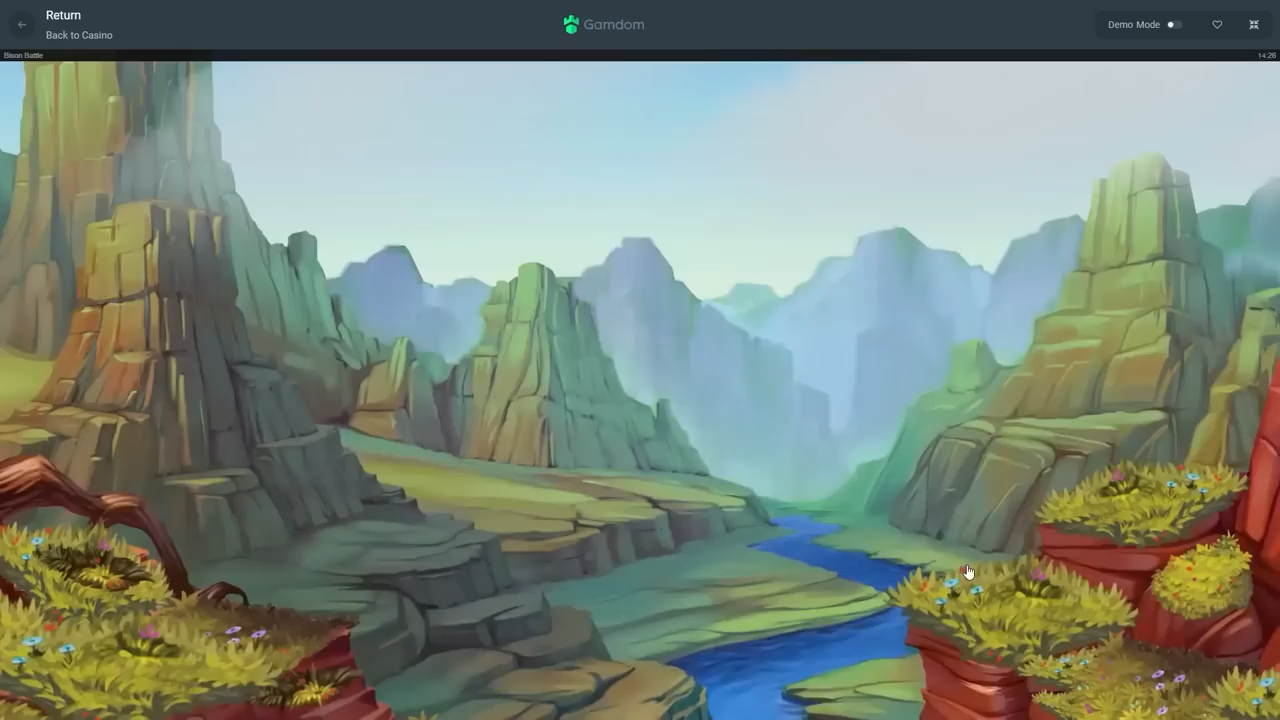 Return
Back to Casino
Gamdom
Demo Mode
Bison Battle
14:26